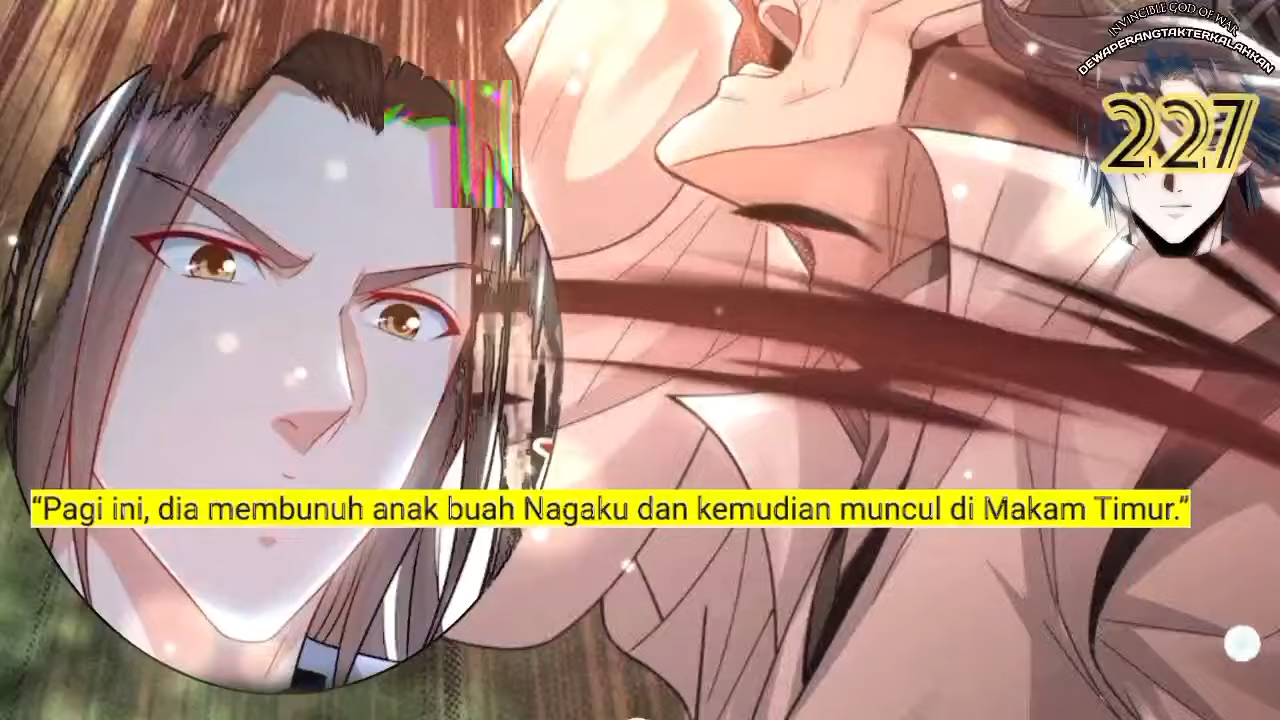 INVINCIBLE GOD OF WAR
DEWAPERANGTAKTERKALAHKAN
227
“Pagi ini, dia membunuh anak buah Nagaku dan kemudian muncul di Makam Timur.”